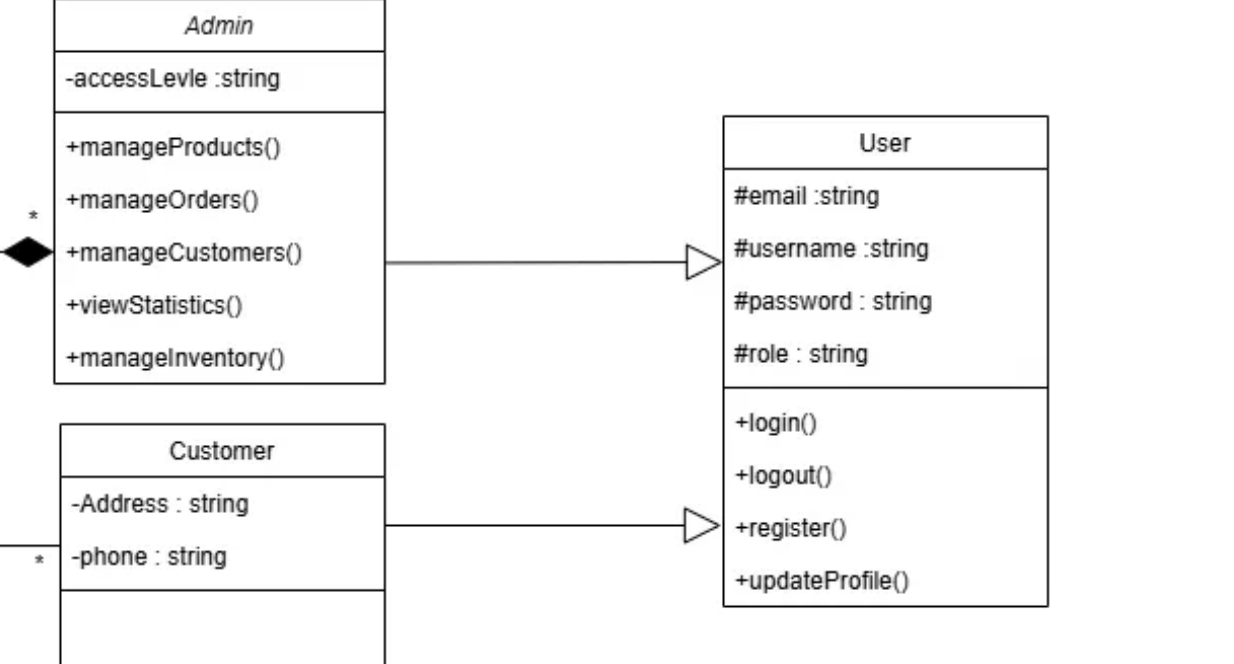 Admin
-accessLevle :string
+manageProducts()
+manageOrders()
*
+manageCustomers()
+viewStatistics()
+manageInventory()
User
#email :string
#username :string
#password : string
#role : string
+login()
+logout()
+register()
+updateProfile()
Customer
-Address : string
-phone : string
*